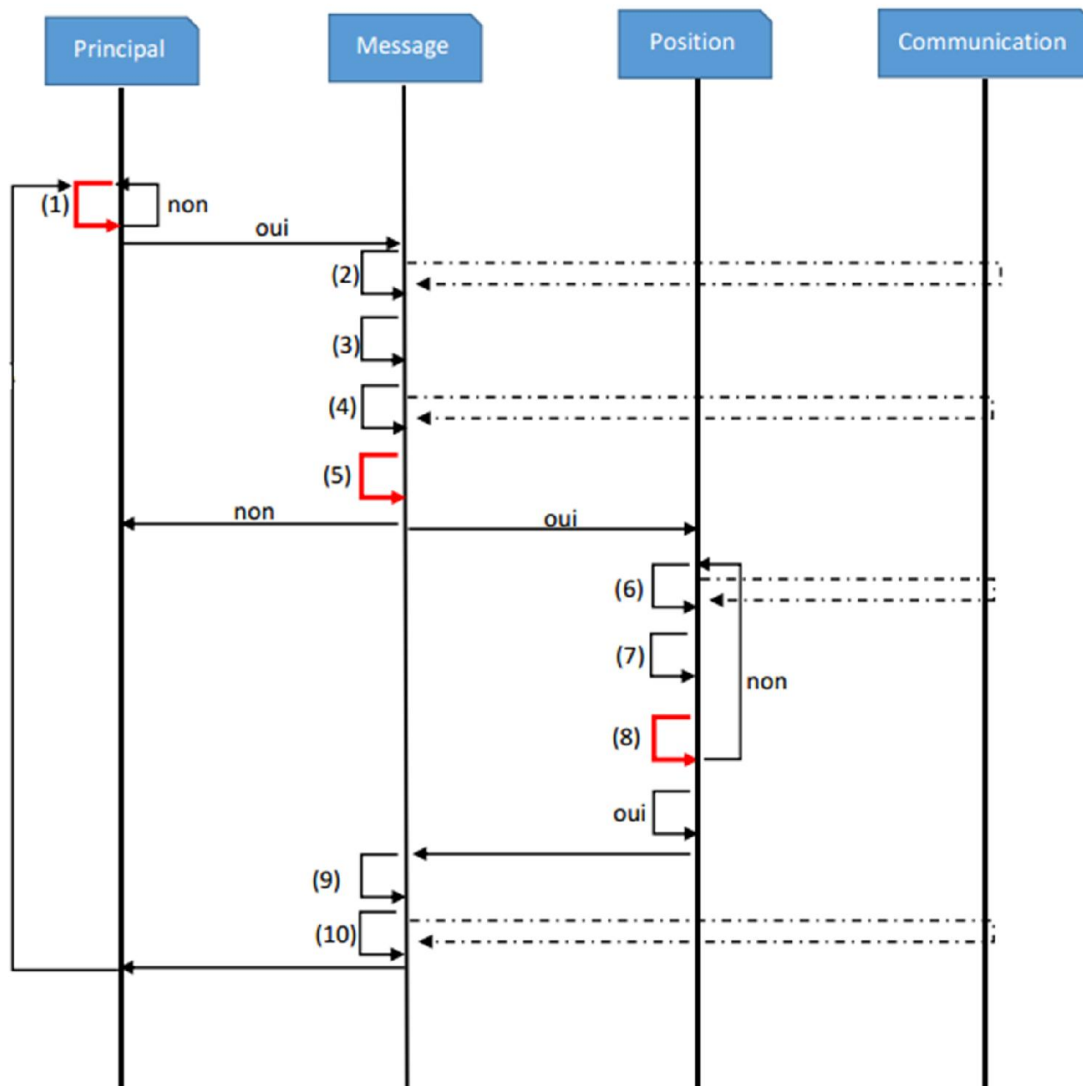 Principal
Message
Position
Communication
(1)
non
oui
(2)
(3)
(4)
(5)
non
oui
(6)
(7)
non
(8)
oui
(9)
(10)